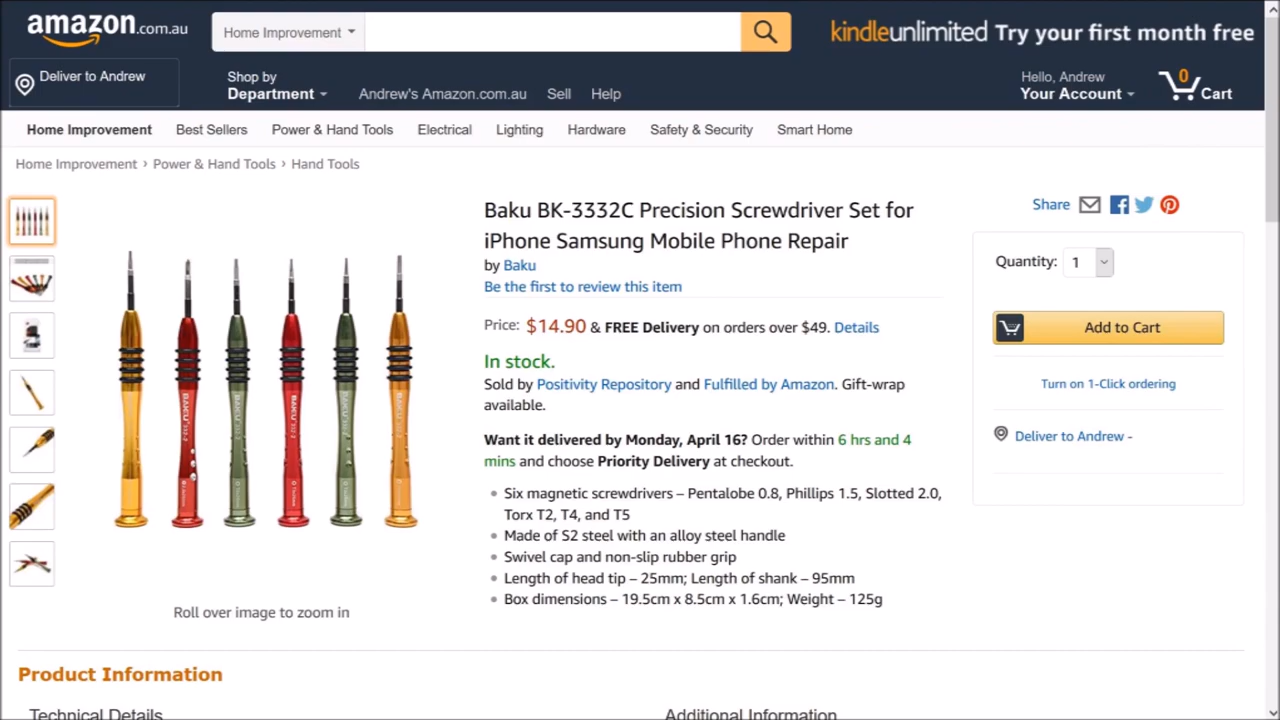 amazon.com.au
Home Improvement
kindleunlimited Try your first month free
Deliver to Andrew
Shop by
Department
Andrew's Amazon.com.au
Sell
Help
Hello, Andrew
Your Account
0
Cart
Home Improvement
Best Sellers
Power & Hand Tools
Electrical
Lighting
Hardware
Safety & Security
Smart Home
Home Improvement › Power & Hand Tools › Hand Tools
Baku BK-3332C Precision Screwdriver Set for
iPhone Samsung Mobile Phone Repair
by Baku
Be the first to review this item
Price: $14.90 & FREE Delivery on orders over $49. Details
In stock.
Sold by Positivity Repository and Fulfilled by Amazon. Gift-wrap
available.
Want it delivered by Monday, April 16? Order within 6 hrs and 4
mins and choose Priority Delivery at checkout.
• Six magnetic screwdrivers – Pentalobe 0.8, Phillips 1.5, Slotted 2.0,
Torx T2, T4, and T5
• Made of S2 steel with an alloy steel handle
• Swivel cap and non-slip rubber grip
• Length of head tip – 25mm; Length of shank – 95mm
• Box dimensions – 19.5cm x 8.5cm x 1.6cm; Weight – 125g
Share
Quantity: 1
Add to Cart
Turn on 1-Click ordering
Deliver to Andrew -
BAKU
BAKU
BAKU
BAKU
BAKU
Roll over image to zoom in
Product Information
Technical Details
Additional Information